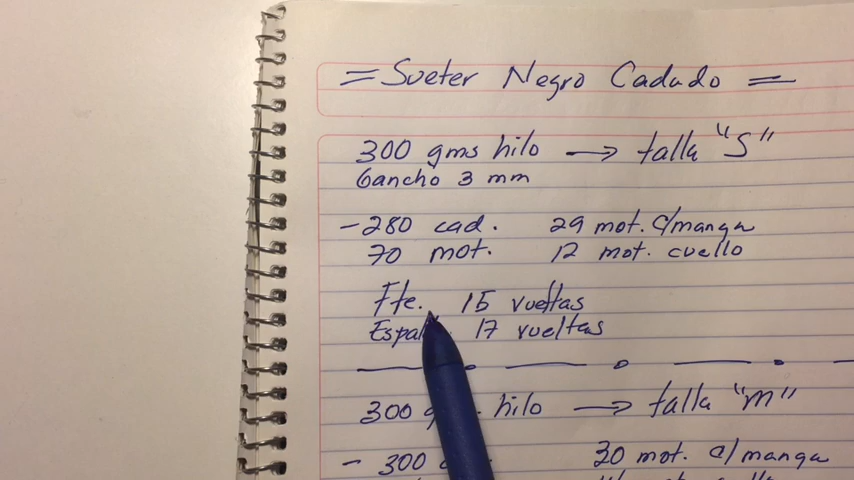 = Sueter Negro Cadudo =
300 gms hilo → talla "S"
Gancho 3 mm
- 280 cad. 29 mot. c/manga
70 mot. 12 mot. cuello
Fte. 15 vueltas
17 vueltas
300 hilo → talla "M"
- 300 30 mot. c/manga